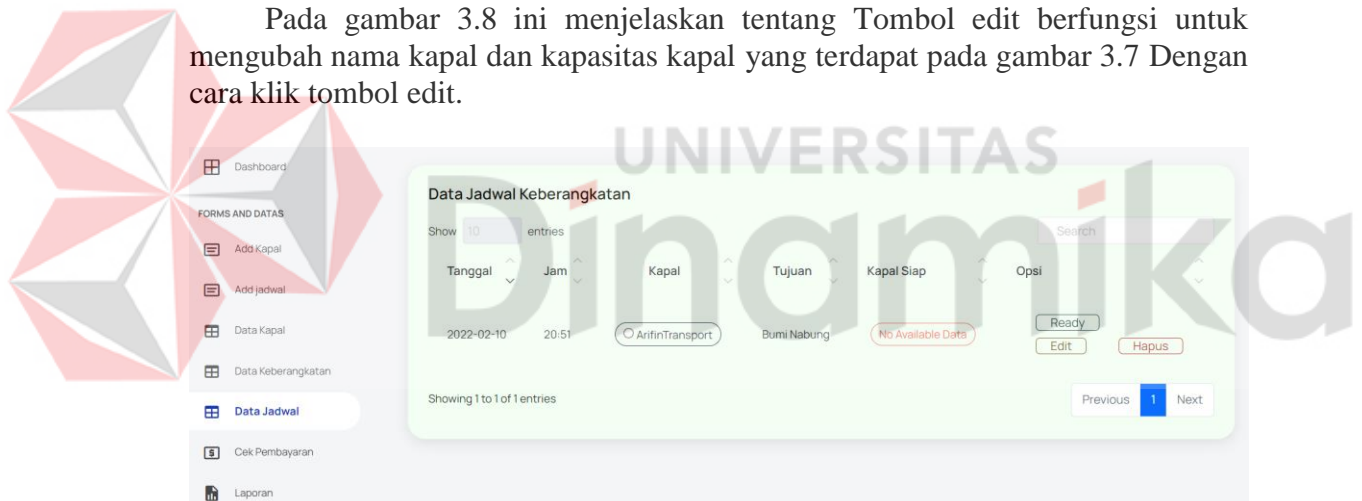 Pada gambar 3.8 ini menjelaskan tentang Tombol edit berfungsi untuk
mengubah nama kapal dan kapasitas kapal yang terdapat pada gambar 3.7 Dengan
cara klik tombol edit.
UNIVERSITAS
Dinamika
Dashboard
FORMS AND DATAS
Add Kapal
Add jadwal
Data Kapal
Data Keberangkatan
Data Jadwal
Cek Pembayaran
Laporan
Data Jadwal Keberangkatan
Show 10 entries
Search
Tanggal Jam Kapal Tujuan Kapal Siap Opsi
2022-02-10 20:51 ArifinTransport Bumi Nabung No Available Data Ready
Edit Hapus
Showing 1 to 1 of 1 entries
Previous 1 Next